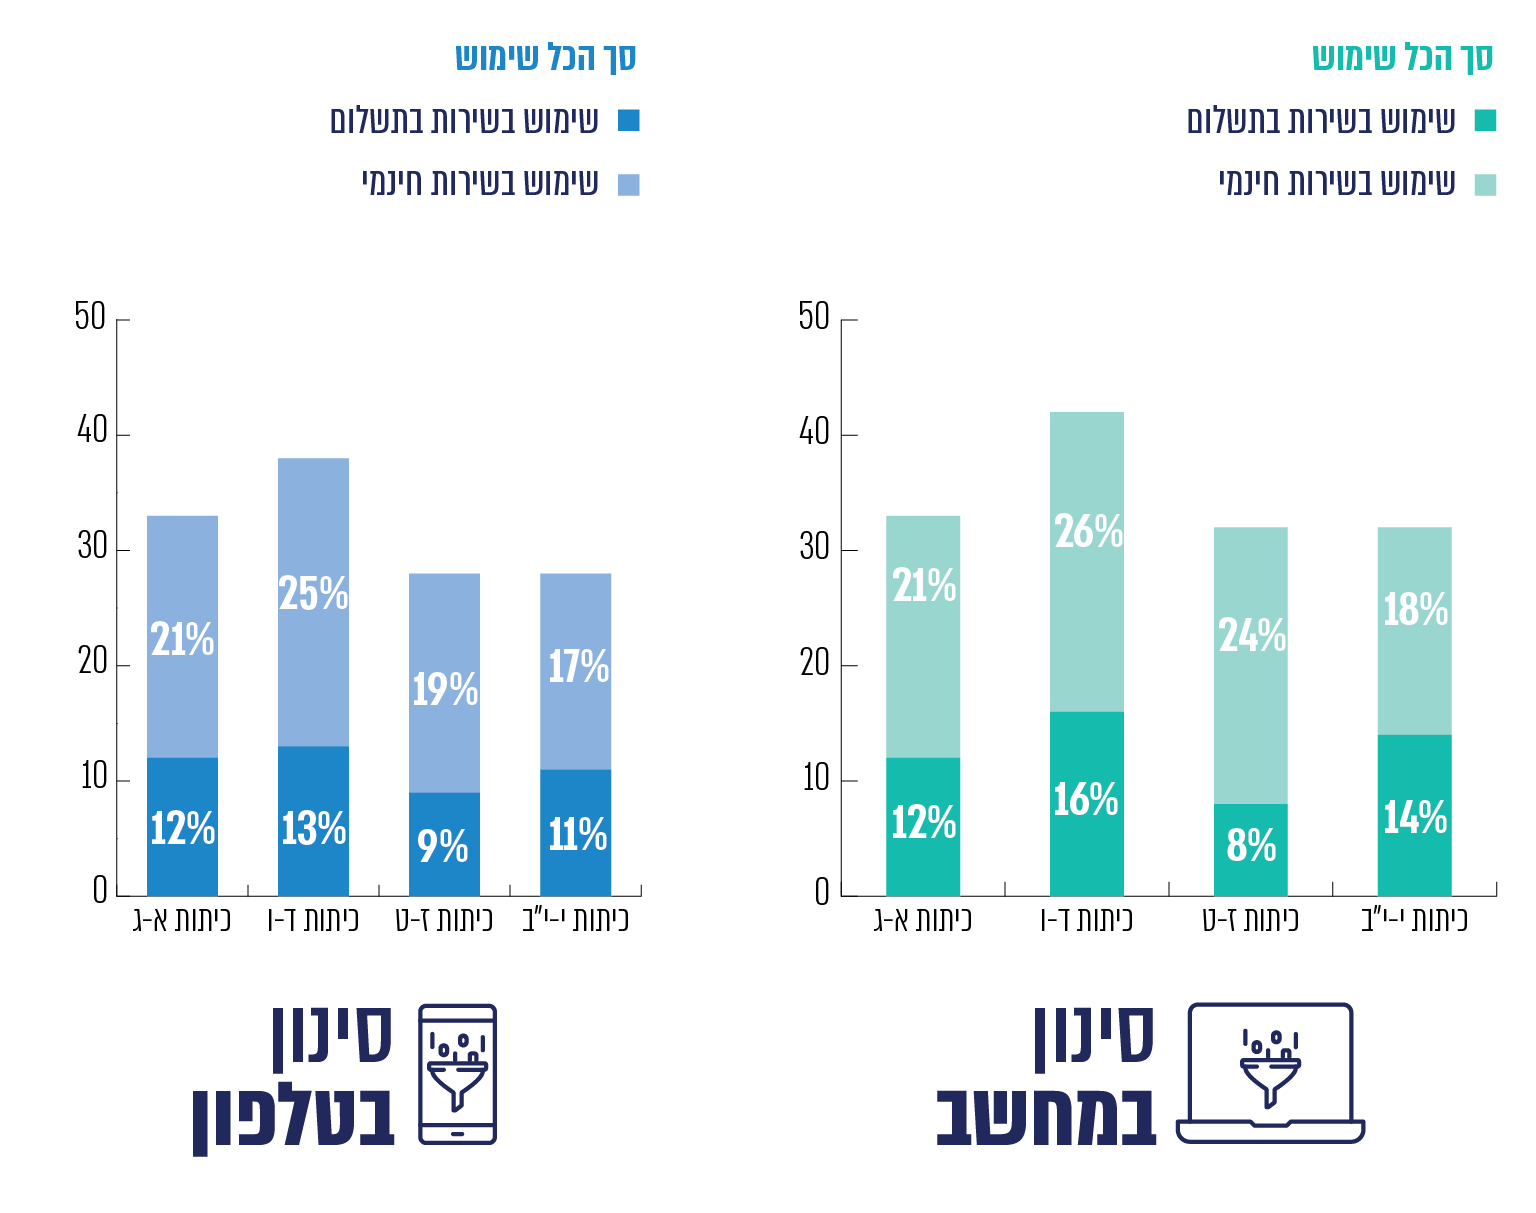 סך הכל שימוש
שימוש בשירות בתשלום
שימוש בשירות חינמי
50
40
30
20
10
0
21%
26%
24%
18%
12%
16%
8%
14%
כיתות א-ג
כיתות ד-ו
כיתות ז-ט
כיתות י-י"ב
סינון
במחשב
סך הכל שימוש
שימוש בשירות בתשלום
שימוש בשירות חינמי
50
40
30
20
10
0
21%
25%
19%
17%
12%
13%
9%
11%
כיתות א-ג
כיתות ד-ו
כיתות ז-ט
כיתות י-י"ב
סינון
בטלפון